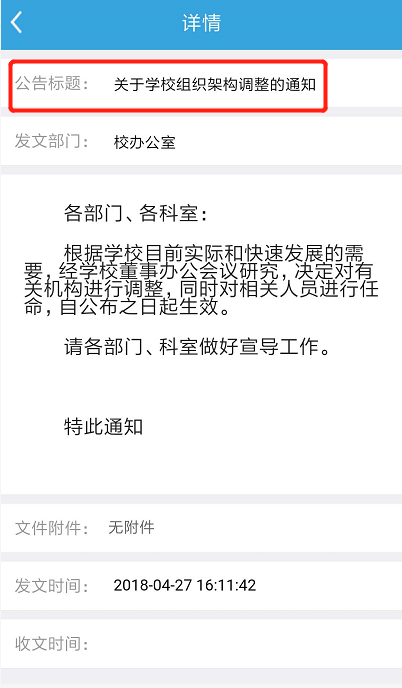 详情
公告标题： 关于学校组织架构调整的通知
发文部门： 校办公室
各部门、各科室：
根据学校目前实际和快速发展的需
要，经学校董事办公会议研究，决定对有
关机构进行调整，同时对相关人员进行任
命，自公布之日起生效。
请各部门、科室做好宣导工作。
特此通知
文件附件： 无附件
发文时间： 2018-04-27 16:11:42
收文时间：